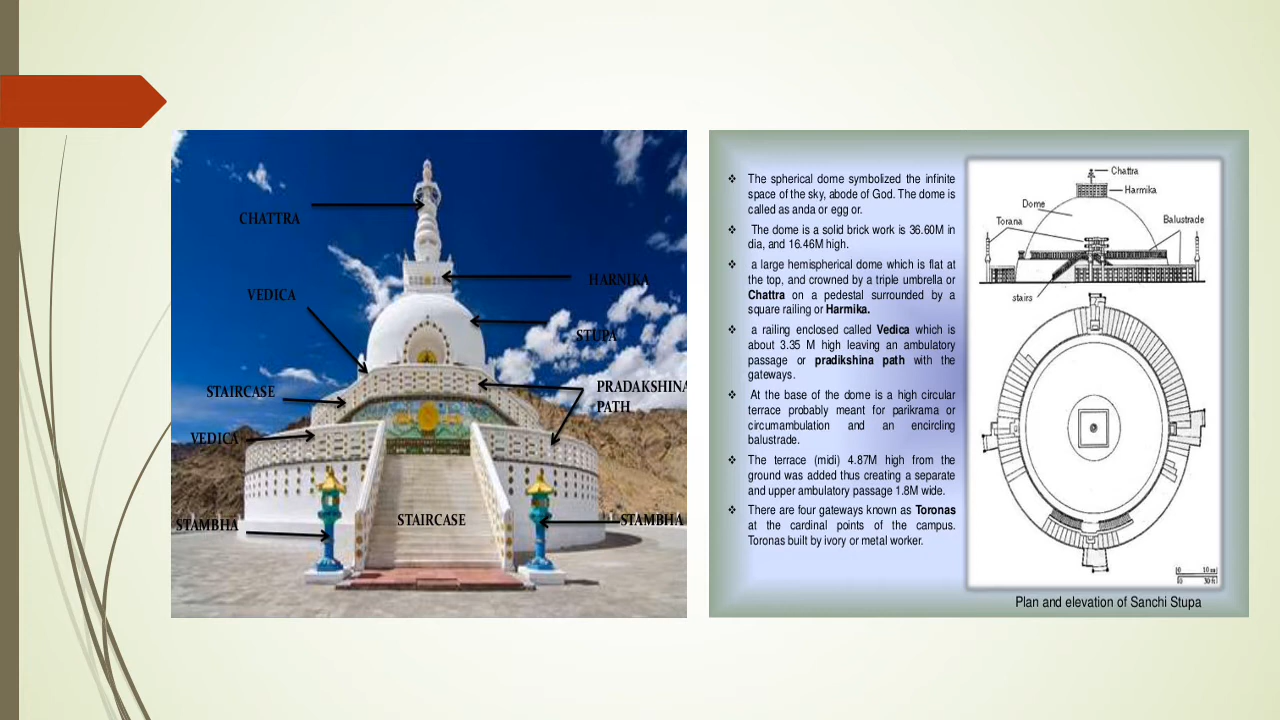 CHATTRA
HARNIKA
VEDICA
STUPA
STAIRCASE
PRADAKSHINA
PATH
VEDICA
STAMBHA
STAIRCASE
STAMBHA
❖ The spherical dome symbolized the infinite
space of the sky, abode of God. The dome is
called as anda or egg or.
❖ The dome is a solid brick work is 36.60M in
dia, and 16.46M high.
❖ a large hemispherical dome which is flat at
the top, and crowned by a triple umbrella or
Chattra on a pedestal surrounded by a
square railing or Harmika.
❖ a railing enclosed called Vedica which is
about 3.35 M high leaving an ambulatory
passage or pradikshina path with the
gateways.
❖ At the base of the dome is a high circular
terrace probably meant for parikrama or
circumambulation and an encircling
balustrade.
❖ The terrace (midi) 4.87M high from the
ground was added thus creating a separate
and upper ambulatory passage 1.8M wide.
❖ There are four gateways known as Toronas
at the cardinal points of the campus.
Toronas built by ivory or metal worker.
Chattra
Harmika
Dome
Torana
Balustrade
stairs
0 10 m
0 30 ft
Plan and elevation of Sanchi Stupa